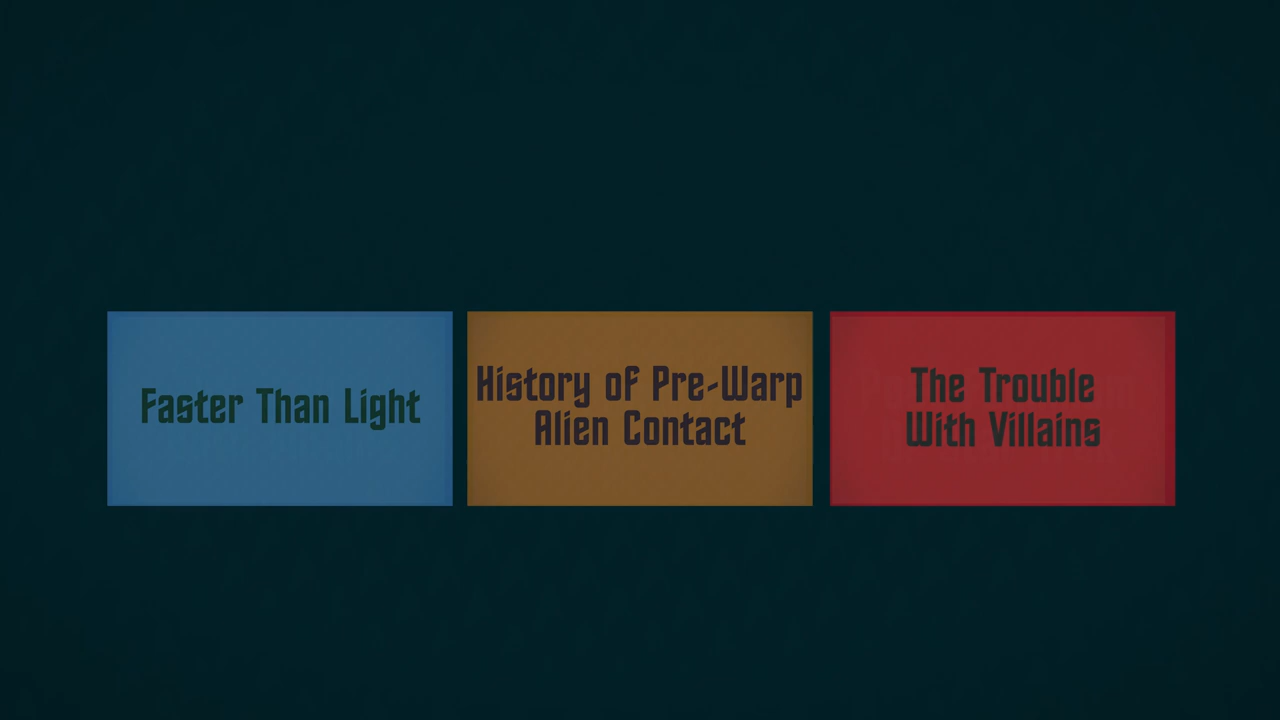 Faster Than Light
History of Pre-Warp
Alien Contact
The Trouble
With Villains